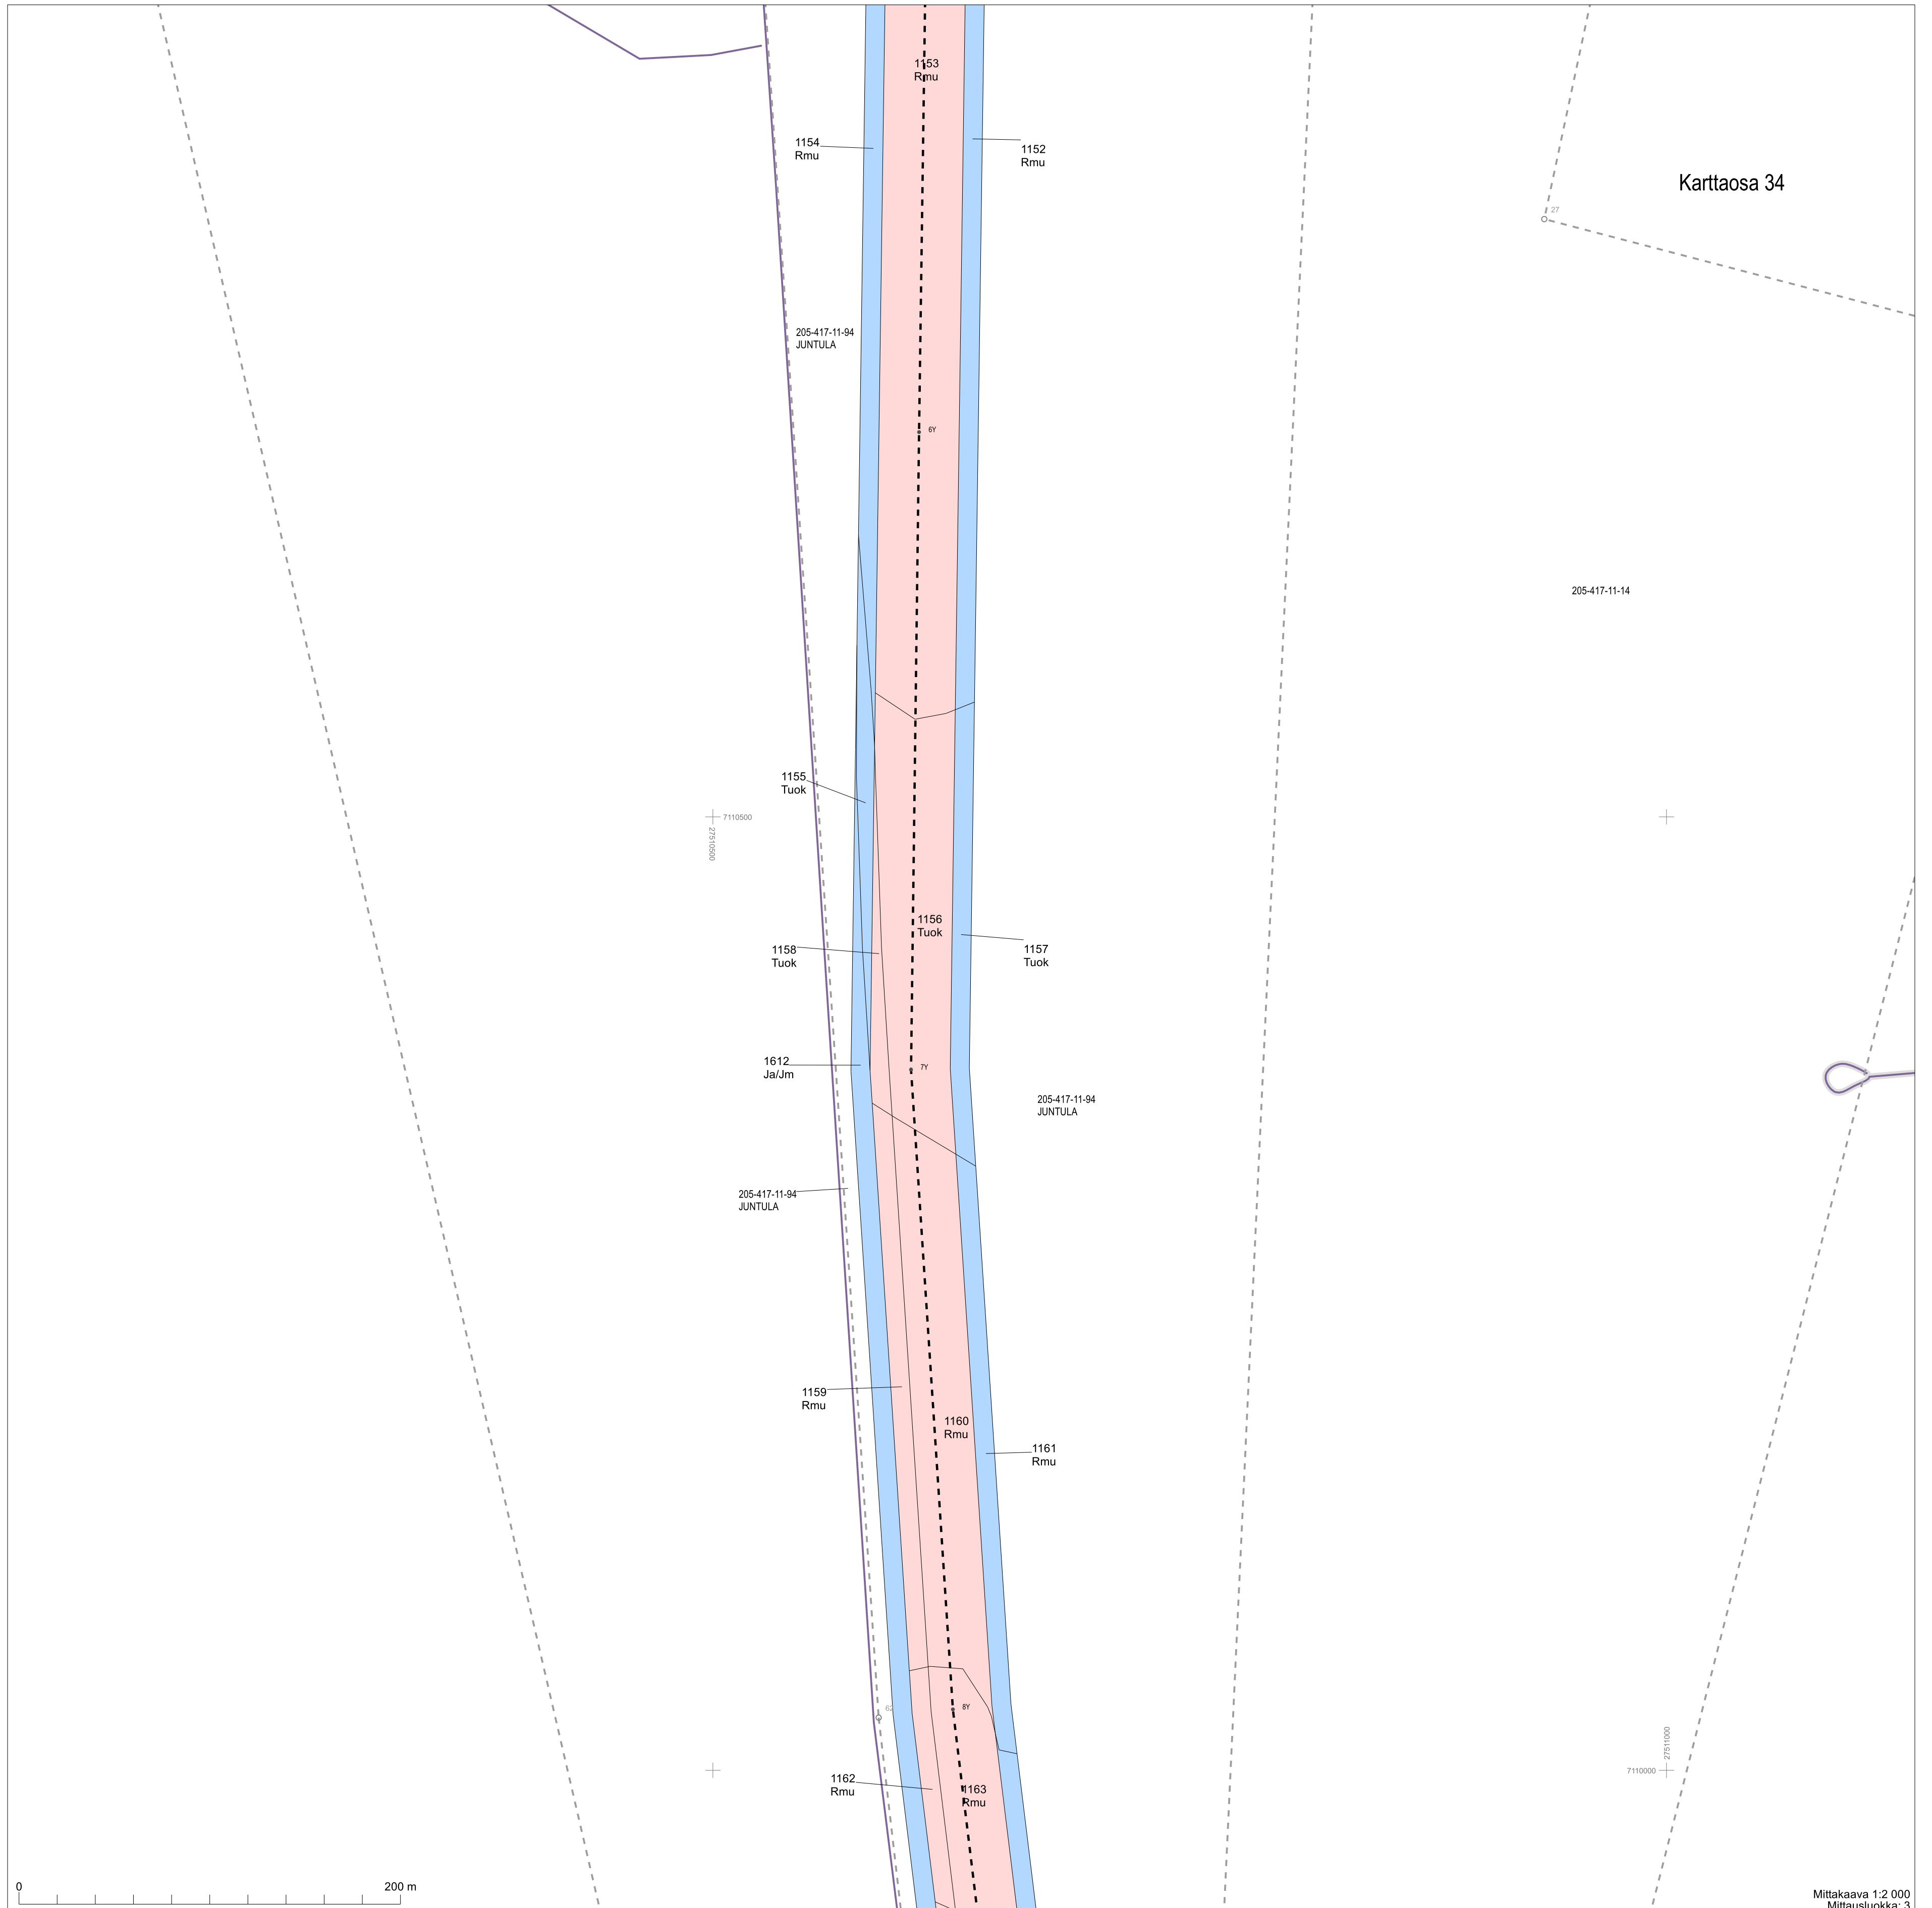 1153
Rmu
1154
Rmu
1152
Rmu
Karttaosa 34
27
205-417-11-94
JUNTULA
6Y
205-417-11-14
1155
Tuok
7110500
27510500
1156
Tuok
1158
Tuok
1157
Tuok
1612
Ja/Jm
7Y
205-417-11-94
JUNTULA
205-417-11-94
JUNTULA
1159
Rmu
1160
Rmu
1161
Rmu
62
8Y
27511000
7110000
1162
Rmu
1163
Rmu
0
200 m
Mittakaava 1:2 000
Mittausluokka: 3